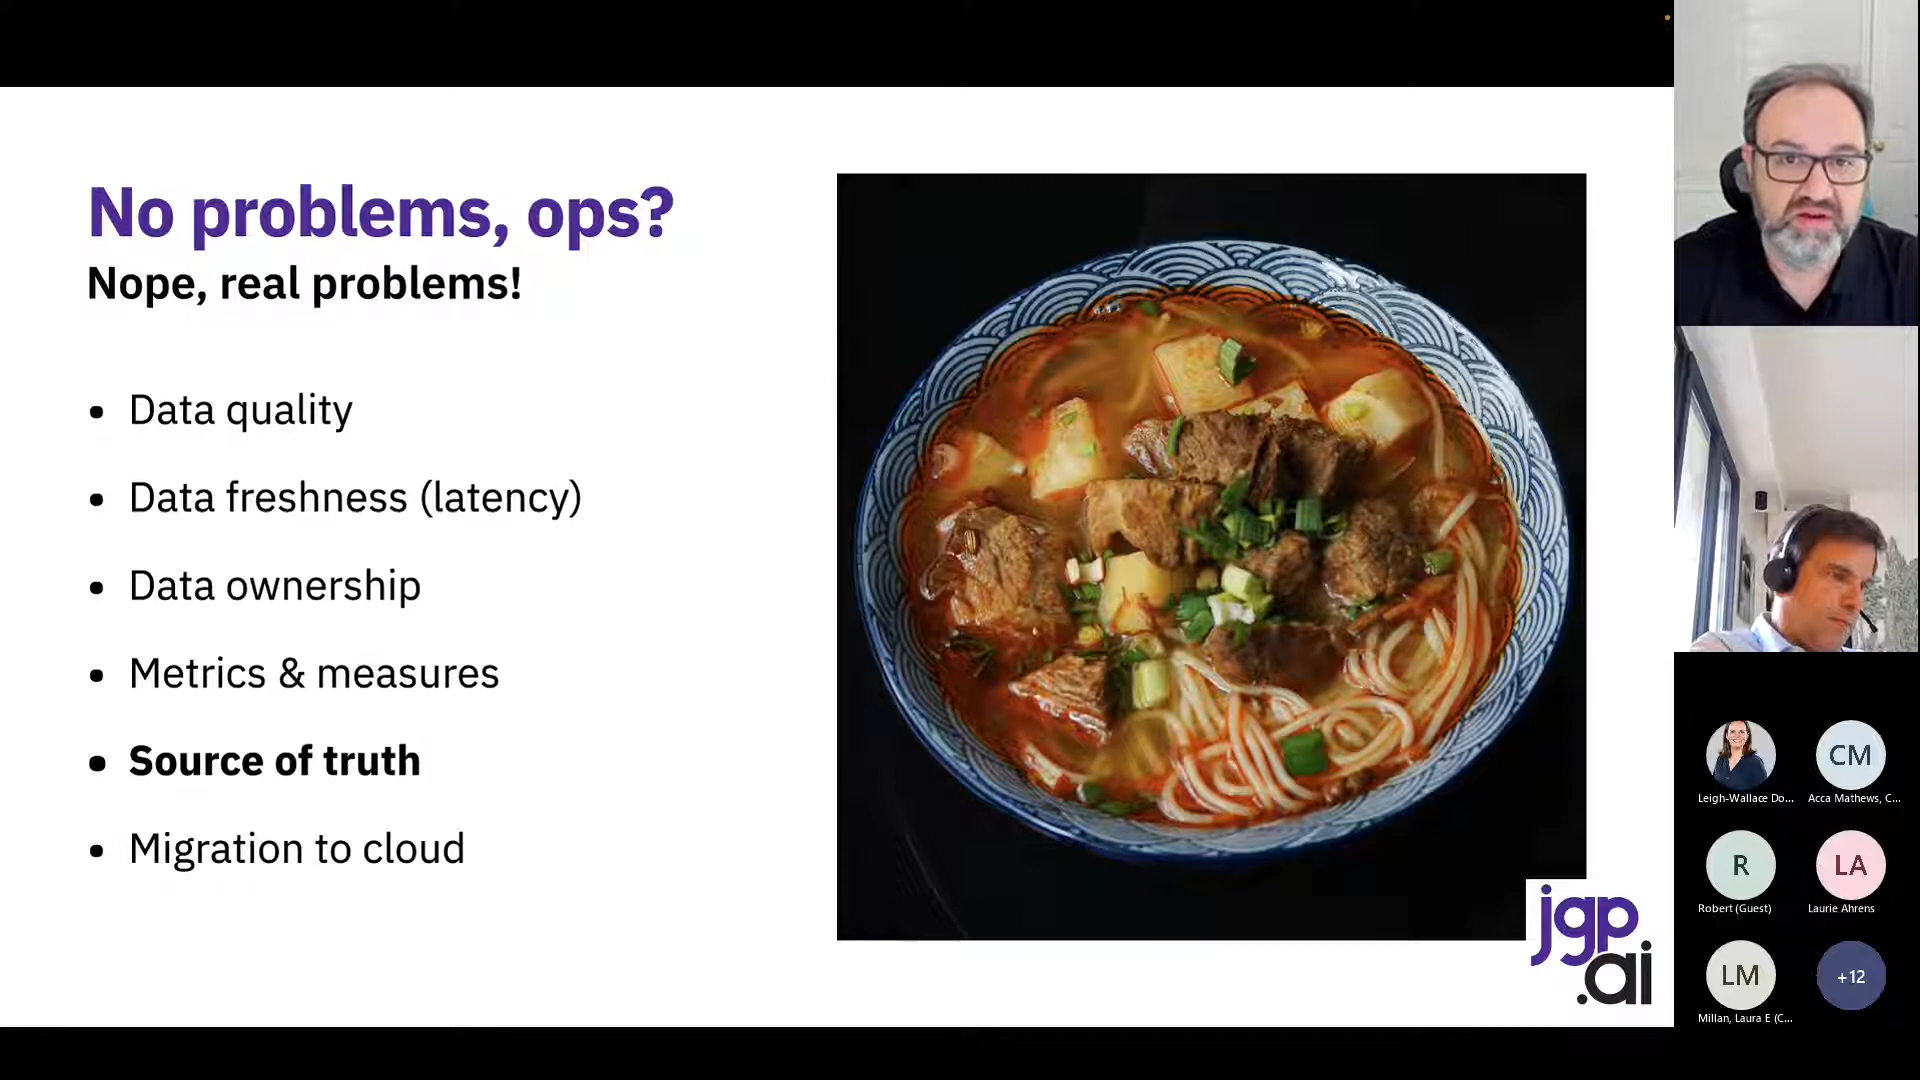 No problems, ops?
Nope, real problems!
• Data quality
• Data freshness (latency)
• Data ownership
• Metrics & measures
• Source of truth
• Migration to cloud
jgp
.ai
CM
Leigh-Wallace Do...
Acca Mathews, C...
R
LA
Robert (Guest)
Laurie Ahrens
LM
+12
Millan, Laura E (C...